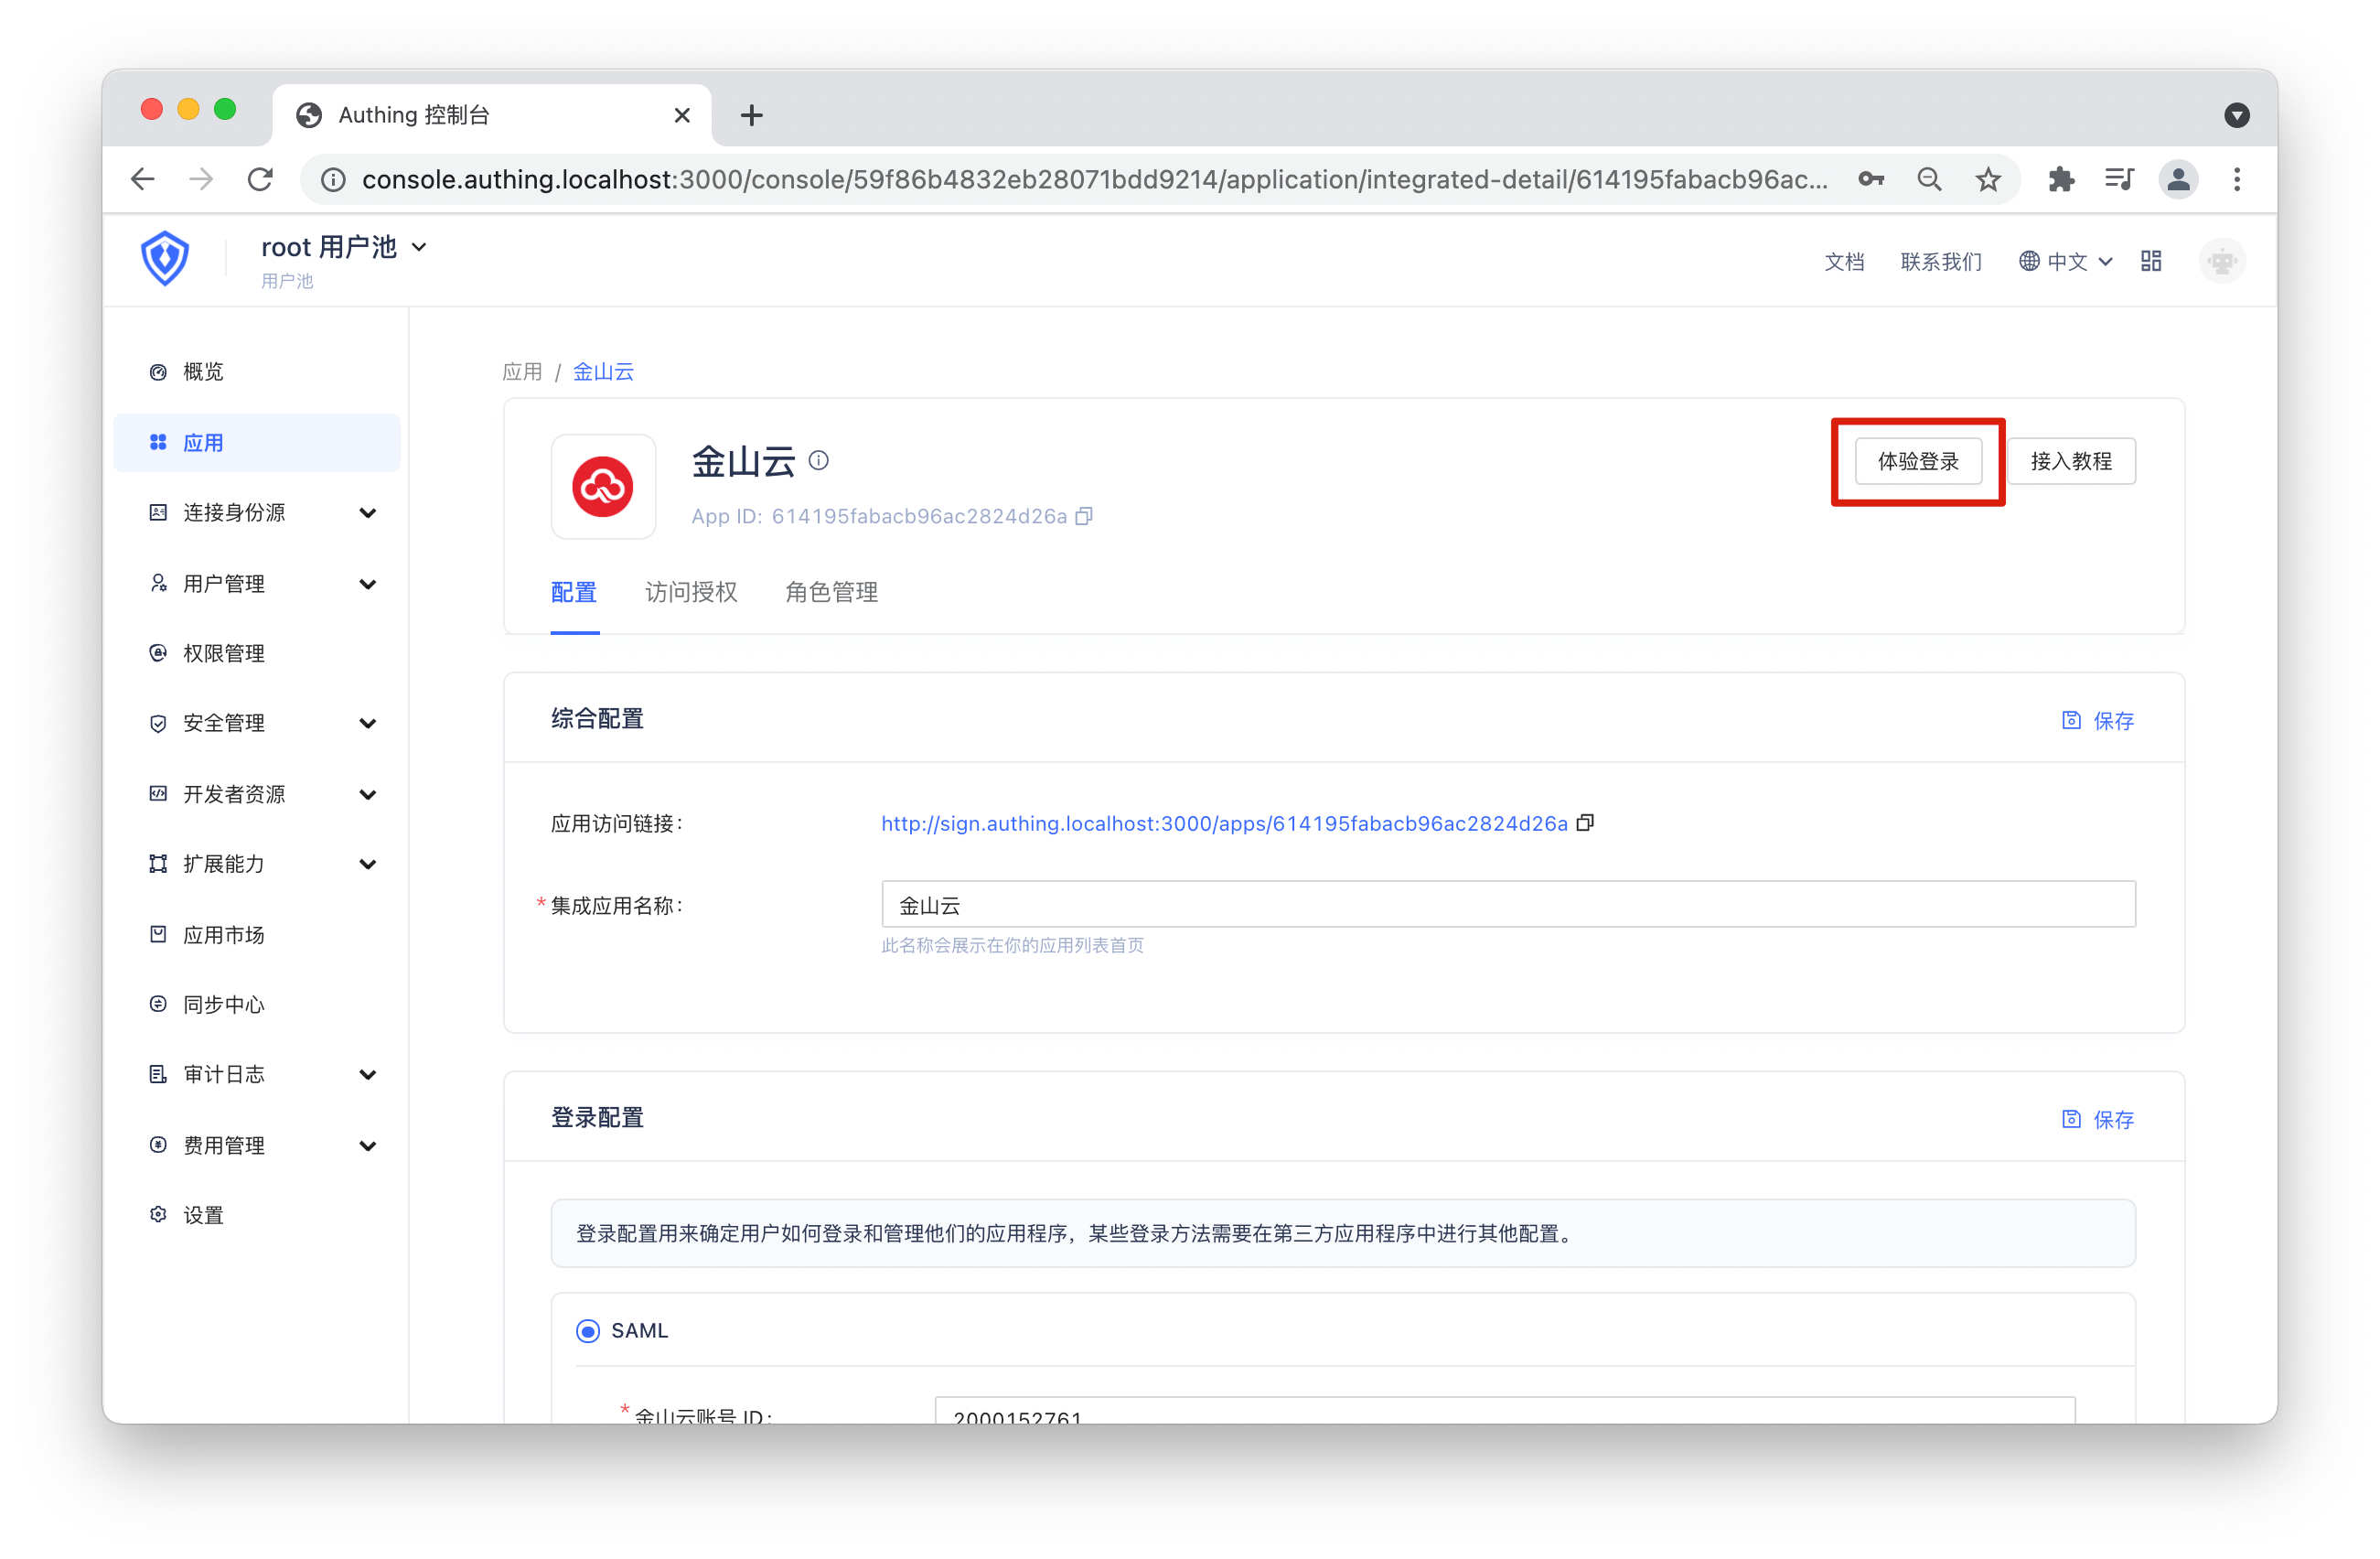 Authing 控制台
console.authing.localhost:3000/console/59f86b4832eb28071bdd9214/application/integrated-detail/614195fabacb96ac...
root 用户池
用户池
文档
联系我们
中文
概览
应用
连接身份源
用户管理
权限管理
安全管理
开发者资源
扩展能力
应用市场
同步中心
审计日志
费用管理
设置
应用 / 金山云
金山云
App ID: 614195fabacb96ac2824d26a
体验登录
接入教程
配置
访问授权
角色管理
综合配置
保存
应用访问链接:
http://sign.authing.localhost:3000/apps/614195fabacb96ac2824d26a
* 集成应用名称:
金山云
此名称会展示在你的应用列表首页
登录配置
保存
登录配置用来确定用户如何登录和管理他们的应用程序，某些登录方法需要在第三方应用程序中进行其他配置。
SAML
* 金山云账号 ID:
2000152761